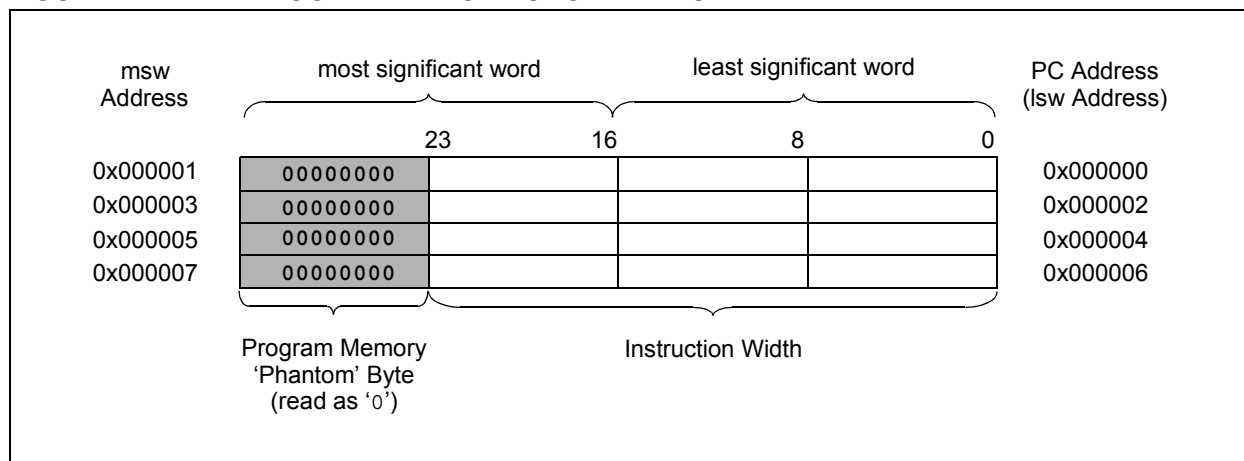 msw
Address
most significant word
least significant word
PC Address
(lsw Address)
23
16
8
0
0x000001
00000000
0x000000
0x000003
00000000
0x000002
0x000005
00000000
0x000004
0x000007
00000000
0x000006
Program Memory
‘Phantom’ Byte
(read as ‘0’)
Instruction Width